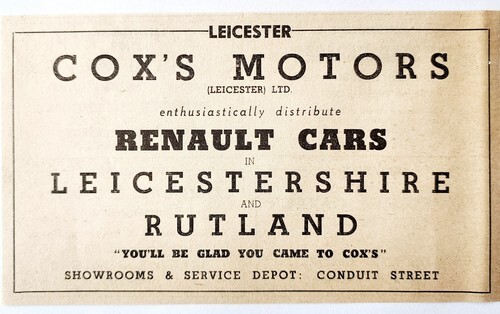 LEICESTER
COX'S MOTORS
(LEICESTER) LTD.
enthusiastically distribute
RENAULT CARS
IN
LEICESTERSHIRE
AND
RUTLAND
"YOU'LL BE GLAD YOU CAME TO COX'S"
SHOWROOMS & SERVICE DEPOT: CONDUIT STREET